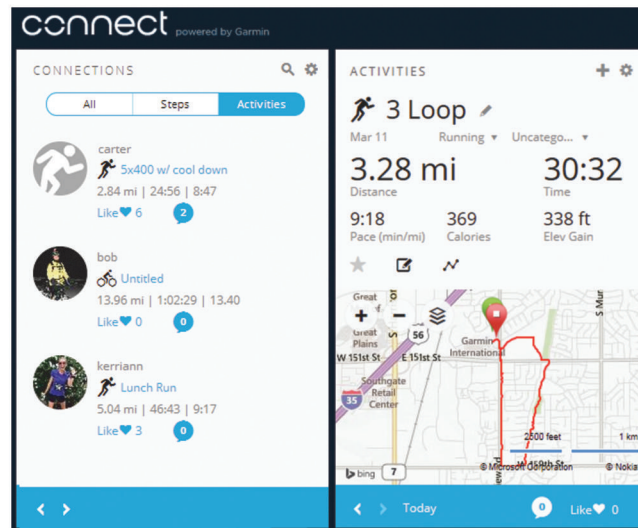 connect powered by Garmin
CONNECTIONS
All Steps Activities
carter
5x400 w/ cool down
2.84 mi | 24:56 | 8:47
Like 6 2
bob
Untitled
13.96 mi | 1:02:29 | 13.40
Like 0 0
kerriann
Lunch Run
5.04 mi | 46:43 | 9:17
Like 3 0
ACTIVITIES
3 Loop
Mar 11 Running Uncatego...
3.28 mi 30:32
Distance Time
9:18 369 338 ft
Pace (min/mi) Calories Elev Gain
Great
Great
Plains
56
Garmin
International
W 151st St
E 151st St
S Mur
Southgate
Retail
Center
35
2500 feet 1 km
W 159th St
bing
7
© Microsoft Corporation © Nokia
Today 0 Like 0